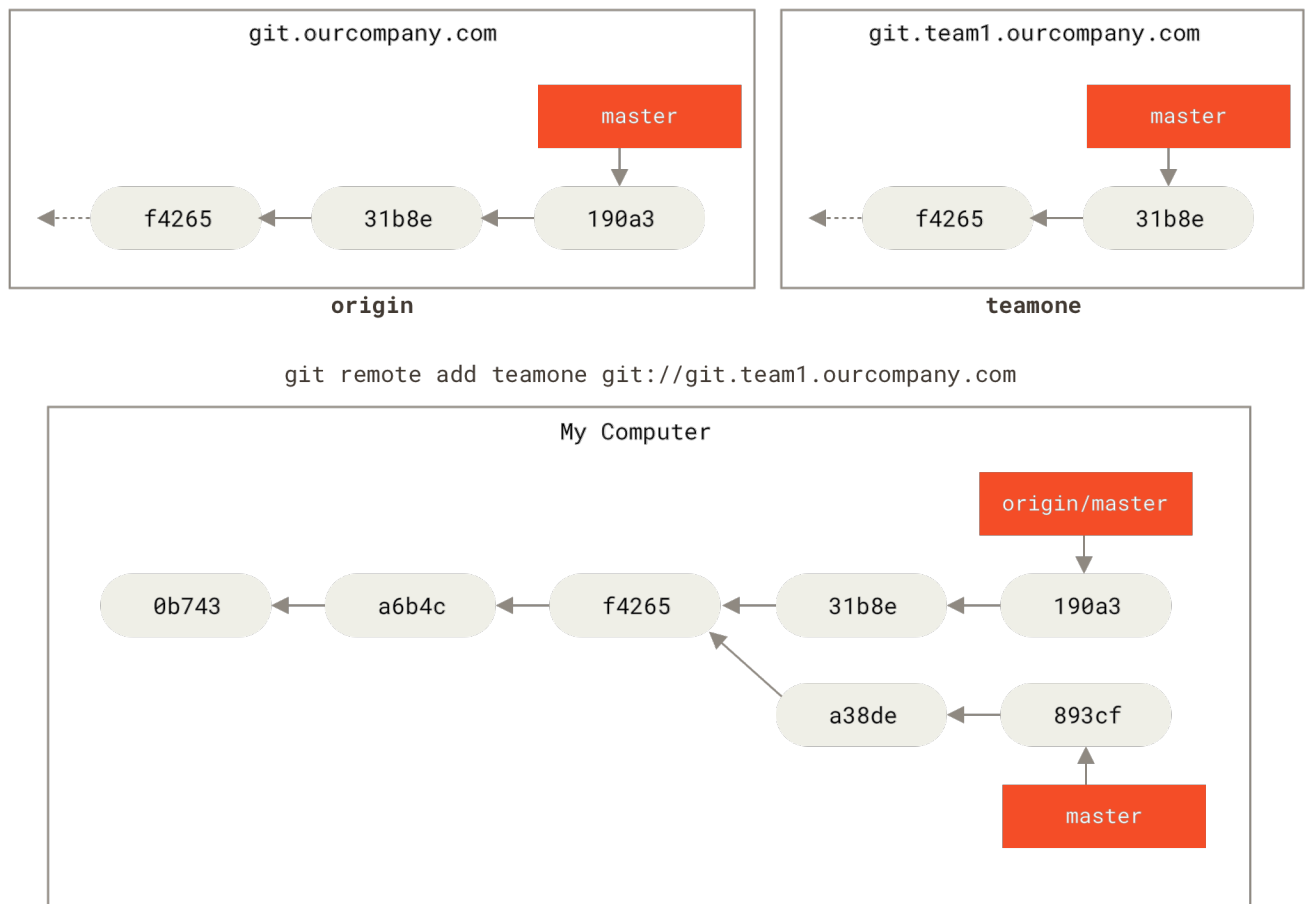 git.ourcompany.com
master
f4265
31b8e
190a3
origin
git.team1.ourcompany.com
master
f4265
31b8e
teamone
git remote add teamone git://git.team1.ourcompany.com
My Computer
origin/master
0b743
a6b4c
f4265
31b8e
190a3
a38de
893cf
master